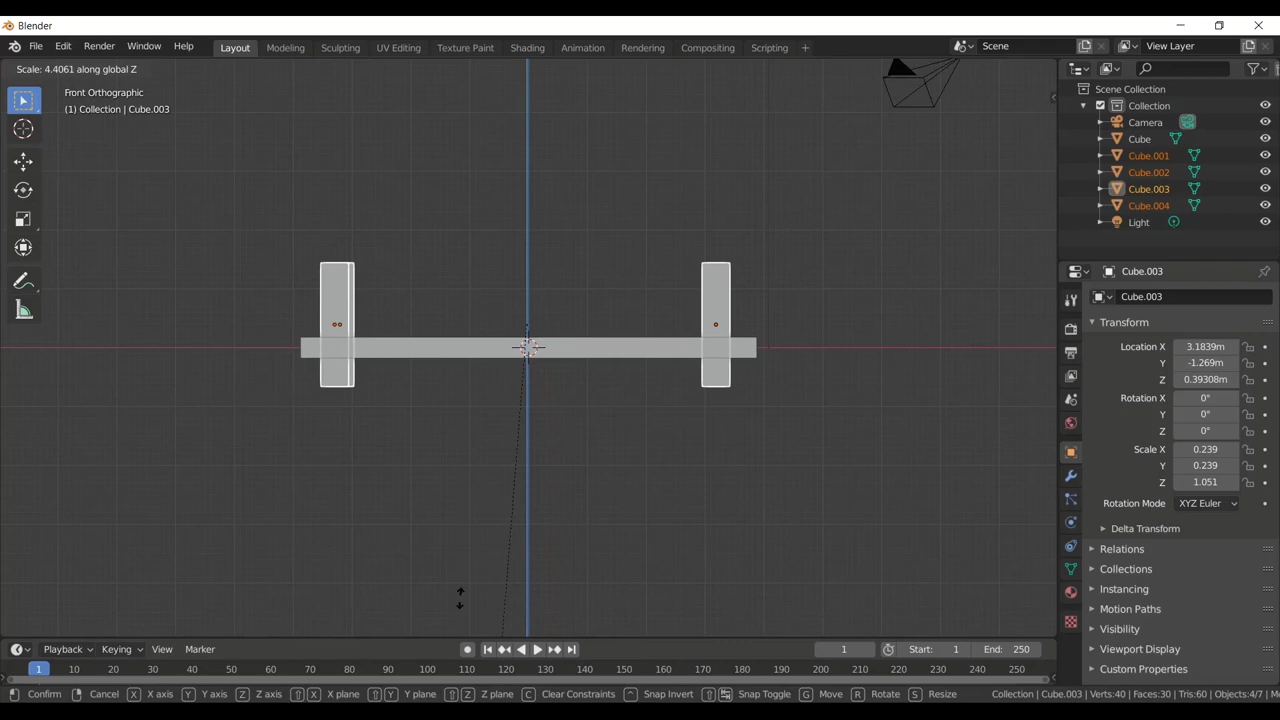 Blender
File Edit Render Window Help Layout Modeling Sculpting UV Editing Texture Paint Shading Animation Rendering Compositing Scripting + Scene View Layer
Scale: 4.4061 along global Z
Front Orthographic
(1) Collection | Cube.003
Scene Collection
Collection
Camera
Cube
Cube.001
Cube.002
Cube.003
Cube.004
Light
Cube.003
Cube.003
Transform
Location X 3.1839m
Y -1.269m
Z 0.39308m
Rotation X 0°
Y 0°
Z 0°
Scale X 0.239
Y 0.239
Z 1.051
Rotation Mode XYZ Euler
Delta Transform
Relations
Collections
Instancing
Motion Paths
Visibility
Viewport Display
Custom Properties
Playback Keying View Marker 1 Start: 1 End: 250
1 10 20 30 40 50 60 70 80 90 100 110 120 130 140 150 160 170 180 190 200 210 220 230 240 250
Confirm Cancel X X axis Y Y axis Z Z axis X X plane Y Y plane Z Z plane C Clear Constraints Snap Invert Snap Toggle G Move R Rotate S Resize Collection | Cube.003 | Verts:40 | Faces:30 | Tris:60 | Objects:4/7 |